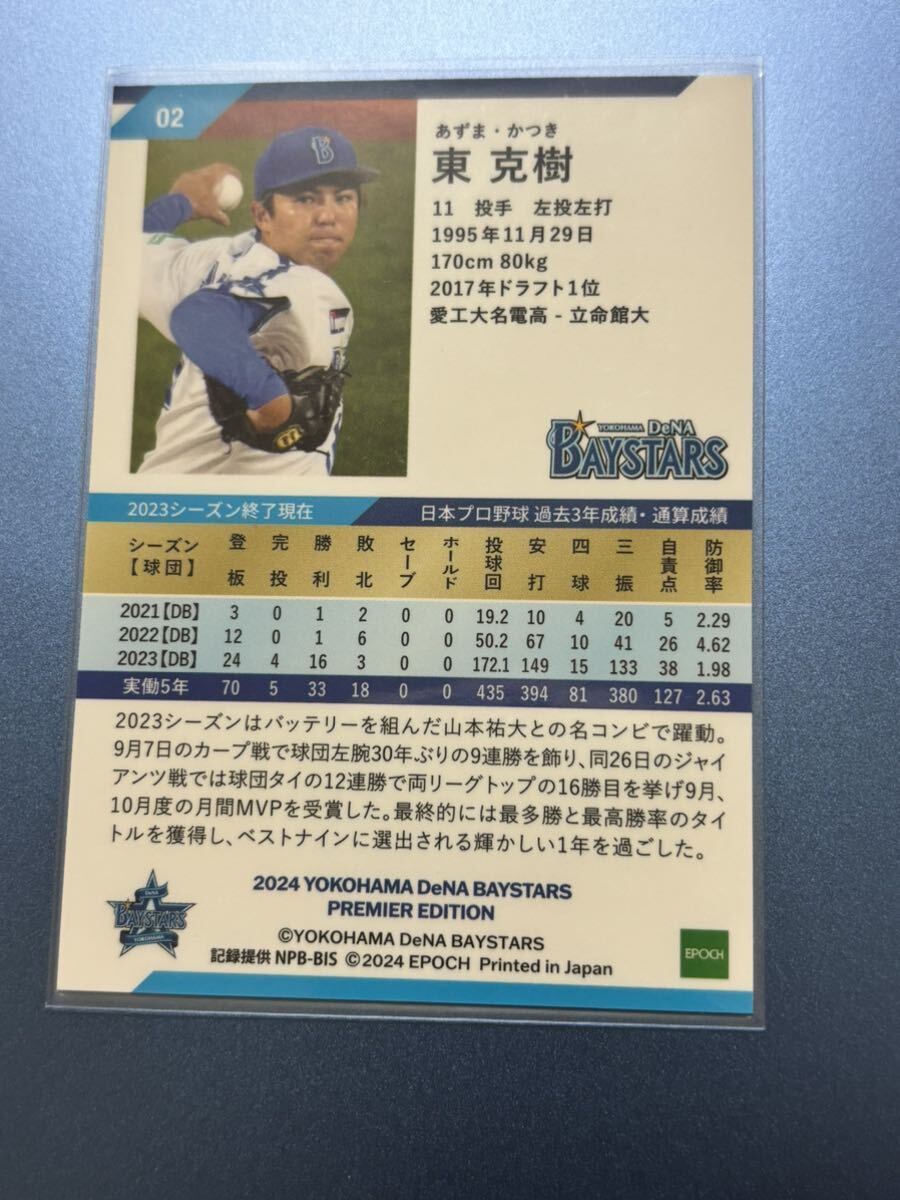 02
あずま・かつき
東 克樹
11 投手 左投左打
1995年11月29日
170cm 80kg
2017年ドラフト1位
愛工大名電高 - 立命館大
YOKOHAMA DeNA
BAYSTARS
2023シーズン終了現在 日本プロ野球 過去3年成績・通算成績
シーズン【球団】 登板 完投 勝利 敗北 セーブ ホールド 投球回 安打 四球 三振 自責点 防御率
2021【DB】 3 0 1 2 0 0 19.2 10 4 20 5 2.29
2022【DB】 12 0 1 6 0 0 50.2 67 10 41 26 4.62
2023【DB】 24 4 16 3 0 0 172.1 149 15 133 38 1.98
実働5年 70 5 33 18 0 0 435 394 81 380 127 2.63
2023シーズンはバッテリーを組んだ山本祐大との名コンビで躍動。
9月7日のカープ戦で球団左腕30年ぶりの9連勝を飾り、同26日のジャイ
アンツ戦では球団タイの12連勝で両リーグトップの16勝目を挙げ9月、
10月度の月間MVPを受賞した。最終的には最多勝と最高勝率のタイ
トルを獲得し、ベストナインに選出される輝かしい1年を過ごした。
DeNA
BAYSTARS
YOKOHAMA
2024 YOKOHAMA DeNA BAYSTARS
PREMIER EDITION
©YOKOHAMA DeNA BAYSTARS
記録提供 NPB-BIS ©2024 EPOCH Printed in Japan
EPOCH